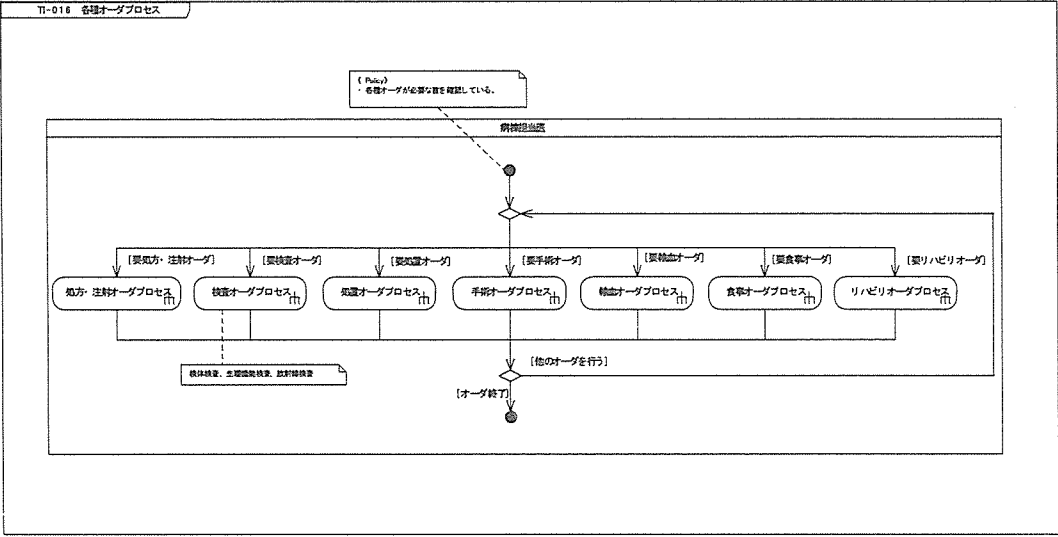 TI-016 各種オーダプロセス
{ Policy}
・ 各種オーダが必要な旨を確認している。
病棟担当医
[要処方・注射オーダ] [要検査オーダ] [要処置オーダ] [要手術オーダ] [要輸血オーダ] [要食事オーダ] [要リハビリオーダ]
処方・注射オーダプロセス 検査オーダプロセス 処置オーダプロセス 手術オーダプロセス 輸血オーダプロセス 食事オーダプロセス リハビリオーダプロセス
[他のオーダを行う]
検体検査、生理機能検査、放射線検査
[オーダ終了]